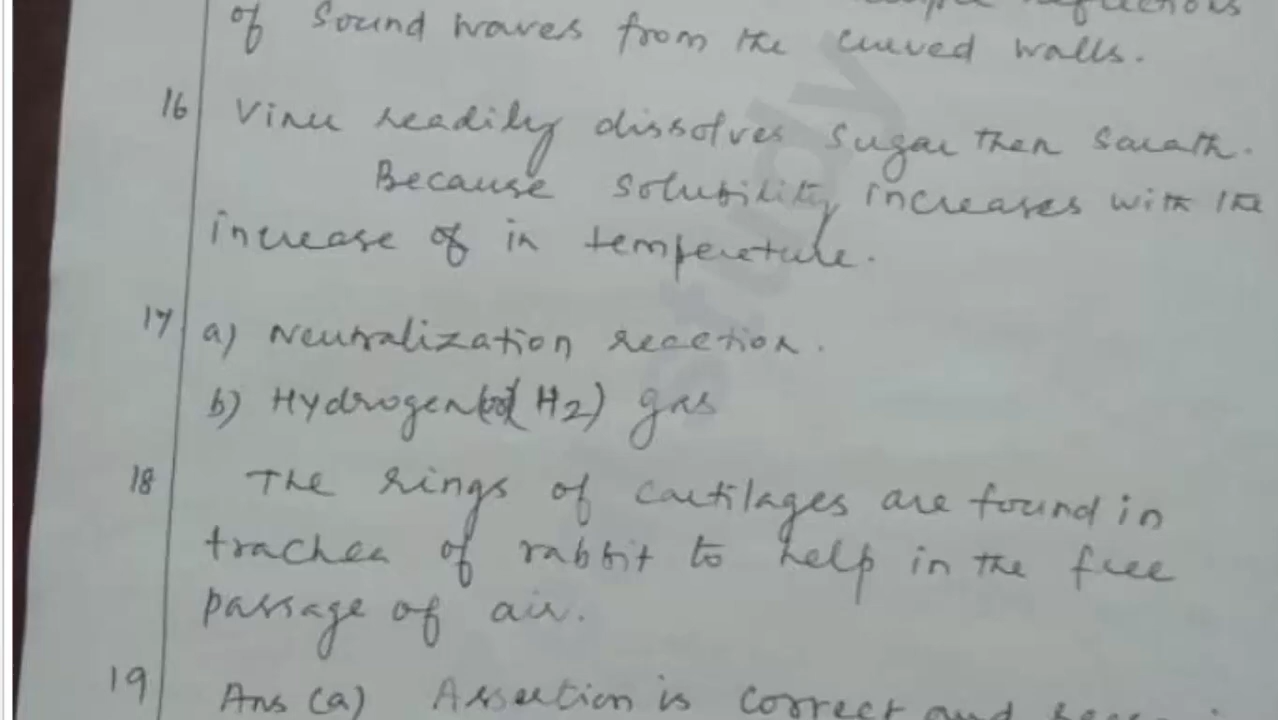 of Sound waves from the curved walls.
16 Vinu readily dissolves sugar then Sarath.
Because solubility increases with the
increase of in temperature.
17 a) Neutralization reaction.
b) Hydrogen( H2) gas
18 The rings of cartilages are found in
trachea of rabbit to help in the free
passage of air.
19 Ans (a) Assertion is correct and
study